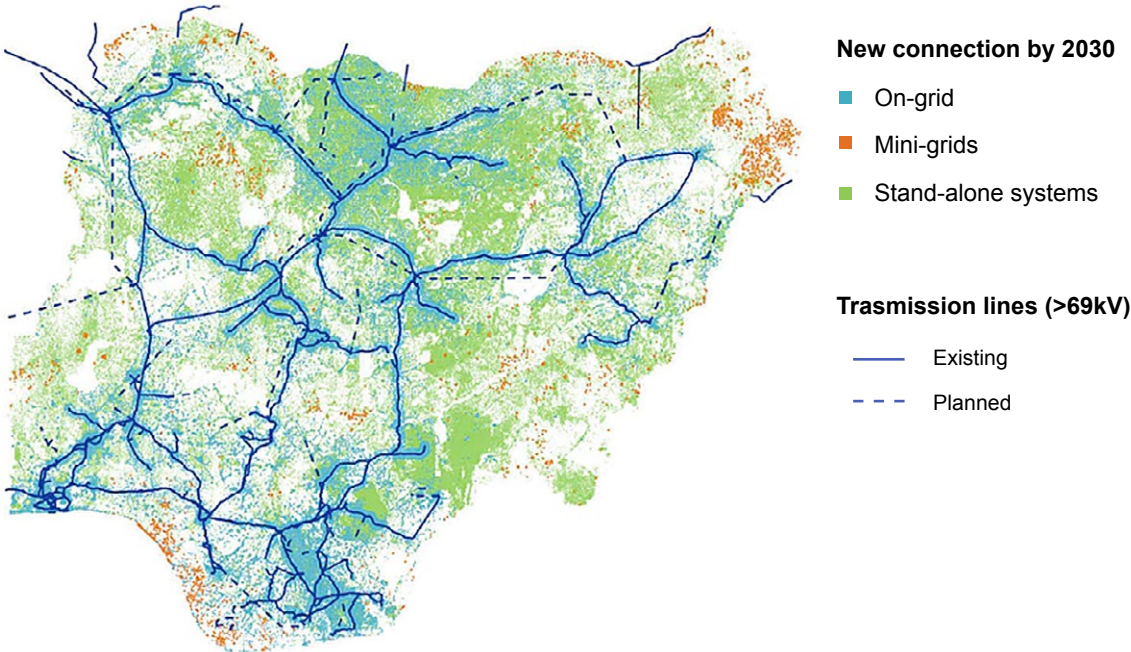 New connection by 2030
On-grid
Mini-grids
Stand-alone systems
Trasmission lines (>69kV)
Existing
Planned